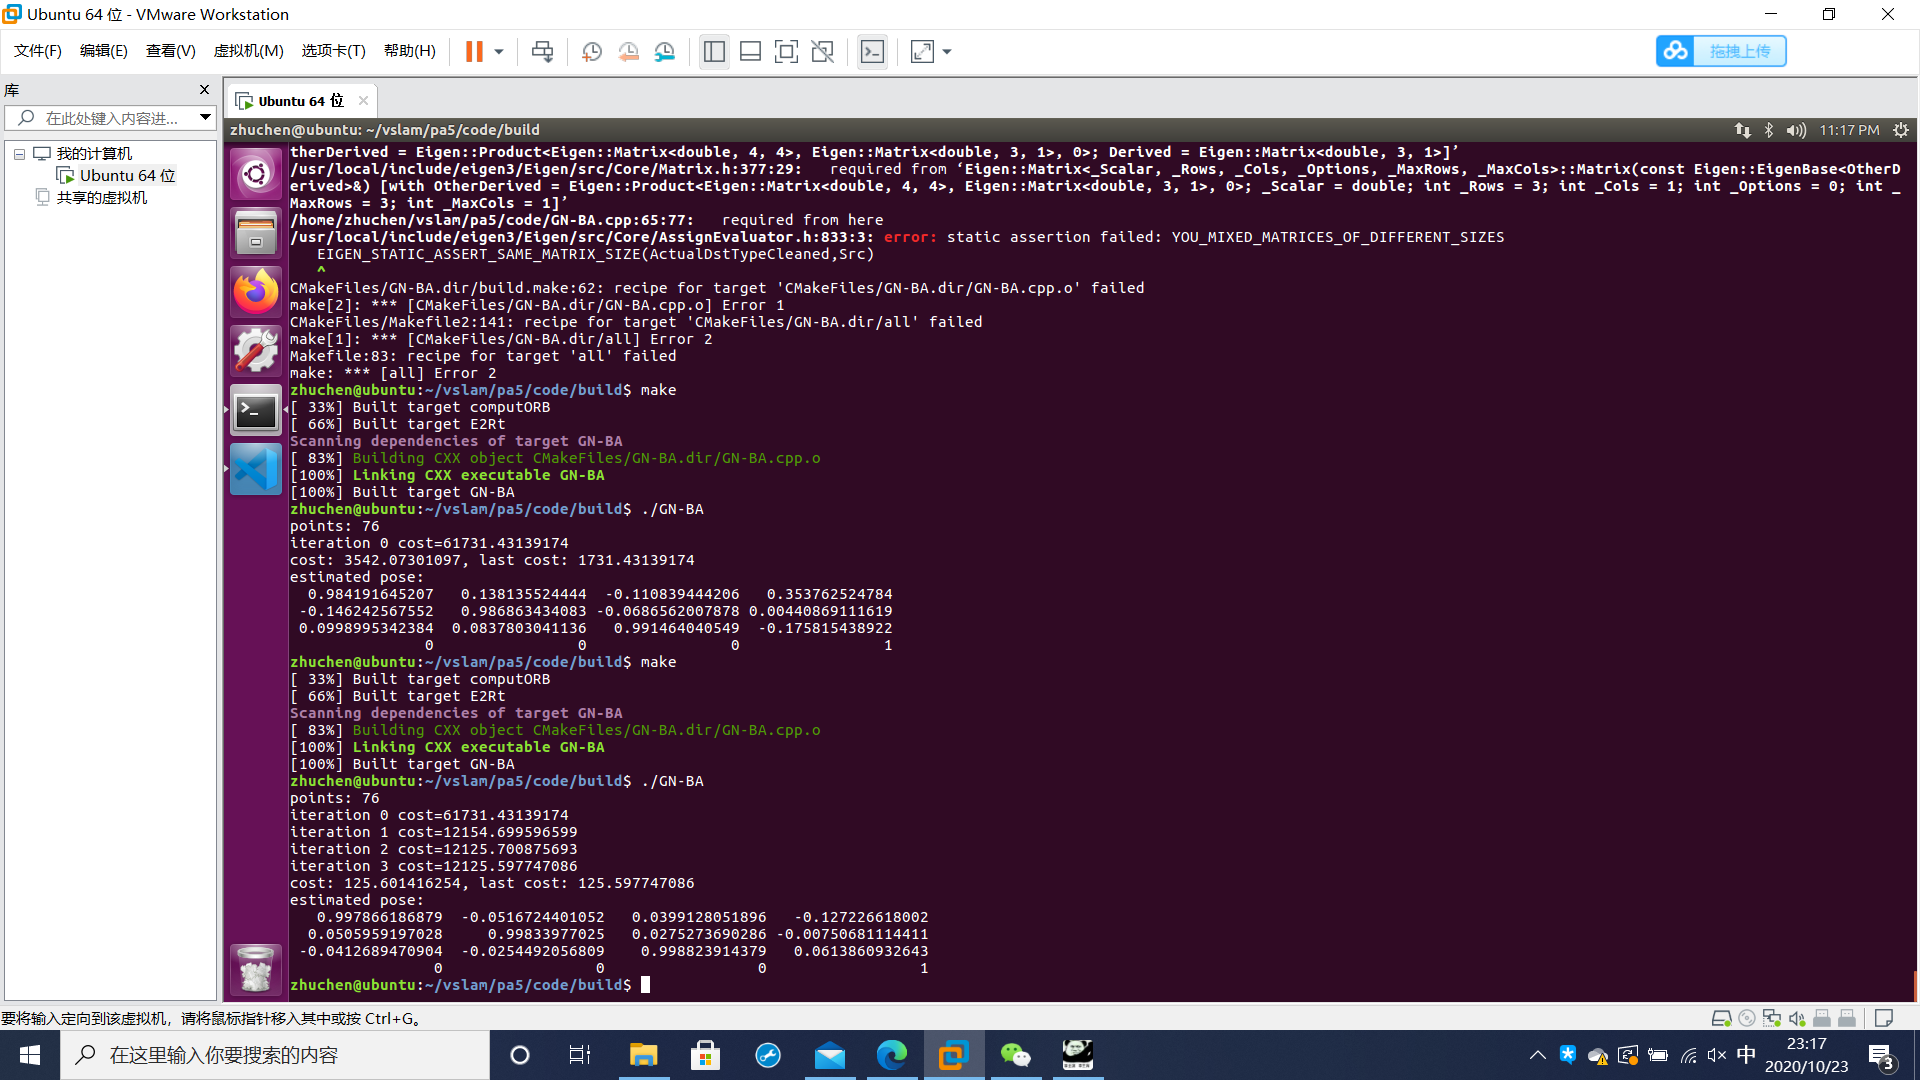 Ubuntu 64 位 - VMware Workstation
文件(F) 编辑(E) 查看(V) 虚拟机(M) 选项卡(T) 帮助(H)
拖拽上传
库
在此处键入内容进...
我的计算机
Ubuntu 64 位
共享的虚拟机
Ubuntu 64 位
zhuchen@ubuntu: ~/vslam/pa5/code/build
11:17 PM
therDerived = Eigen::Product<Eigen::Matrix<double, 4, 4>, Eigen::Matrix<double, 3, 1>, 0>; Derived = Eigen::Matrix<double, 3, 1>]’
/usr/local/include/eigen3/Eigen/src/Core/Matrix.h:377:29:   required from ‘Eigen::Matrix<_Scalar, _Rows, _Cols, _Options, _MaxRows, _MaxCols>::Matrix(const Eigen::EigenBase<OtherD
erived>&) [with OtherDerived = Eigen::Product<Eigen::Matrix<double, 4, 4>, Eigen::Matrix<double, 3, 1>, 0>; _Scalar = double; int _Rows = 3; int _Cols = 1; int _Options = 0; int _
MaxRows = 3; int _MaxCols = 1]’
/home/zhuchen/vslam/pa5/code/GN-BA.cpp:65:77:   required from here
/usr/local/include/eigen3/Eigen/src/Core/AssignEvaluator.h:833:3: error: static assertion failed: YOU_MIXED_MATRICES_OF_DIFFERENT_SIZES
   EIGEN_STATIC_ASSERT_SAME_MATRIX_SIZE(ActualDstTypeCleaned,Src)
   ^
CMakeFiles/GN-BA.dir/build.make:62: recipe for target 'CMakeFiles/GN-BA.dir/GN-BA.cpp.o' failed
make[2]: *** [CMakeFiles/GN-BA.dir/GN-BA.cpp.o] Error 1
CMakeFiles/Makefile2:141: recipe for target 'CMakeFiles/GN-BA.dir/all' failed
make[1]: *** [CMakeFiles/GN-BA.dir/all] Error 2
Makefile:83: recipe for target 'all' failed
make: *** [all] Error 2
zhuchen@ubuntu:~/vslam/pa5/code/build$ make
[ 33%] Built target computORB
[ 66%] Built target E2Rt
Scanning dependencies of target GN-BA
[ 83%] Building CXX object CMakeFiles/GN-BA.dir/GN-BA.cpp.o
[100%] Linking CXX executable GN-BA
[100%] Built target GN-BA
zhuchen@ubuntu:~/vslam/pa5/code/build$ ./GN-BA
points: 76
iteration 0 cost=61731.43139174
cost: 3542.07301097, last cost: 1731.43139174
estimated pose:
0.984191645207 0.138135524444 -0.110839444206 0.353762524784
-0.146242567552 0.986863434083 -0.0686562007878 0.00440869111619
0.0998995342384 0.0837803041136 0.991464040549 -0.175815438922
0 0 0 1
zhuchen@ubuntu:~/vslam/pa5/code/build$ make
[ 33%] Built target computORB
[ 66%] Built target E2Rt
Scanning dependencies of target GN-BA
[ 83%] Building CXX object CMakeFiles/GN-BA.dir/GN-BA.cpp.o
[100%] Linking CXX executable GN-BA
[100%] Built target GN-BA
zhuchen@ubuntu:~/vslam/pa5/code/build$ ./GN-BA
points: 76
iteration 0 cost=61731.43139174
iteration 1 cost=12154.699596599
iteration 2 cost=12125.700875693
iteration 3 cost=12125.597747086
cost: 125.601416254, last cost: 125.597747086
estimated pose:
0.997866186879 -0.0516724401052 0.0399128051896 -0.127226618002
0.0505959197028 0.99833977025 0.0275273690286 -0.00750681114411
-0.0412689470904 -0.0254492056809 0.998823914379 0.0613860932643
0 0 0 1
zhuchen@ubuntu:~/vslam/pa5/code/build$
要将输入定向到该虚拟机，请将鼠标指针移入其中或按 Ctrl+G。
在这里输入你要搜索的内容
中
23:17
2020/10/23
3